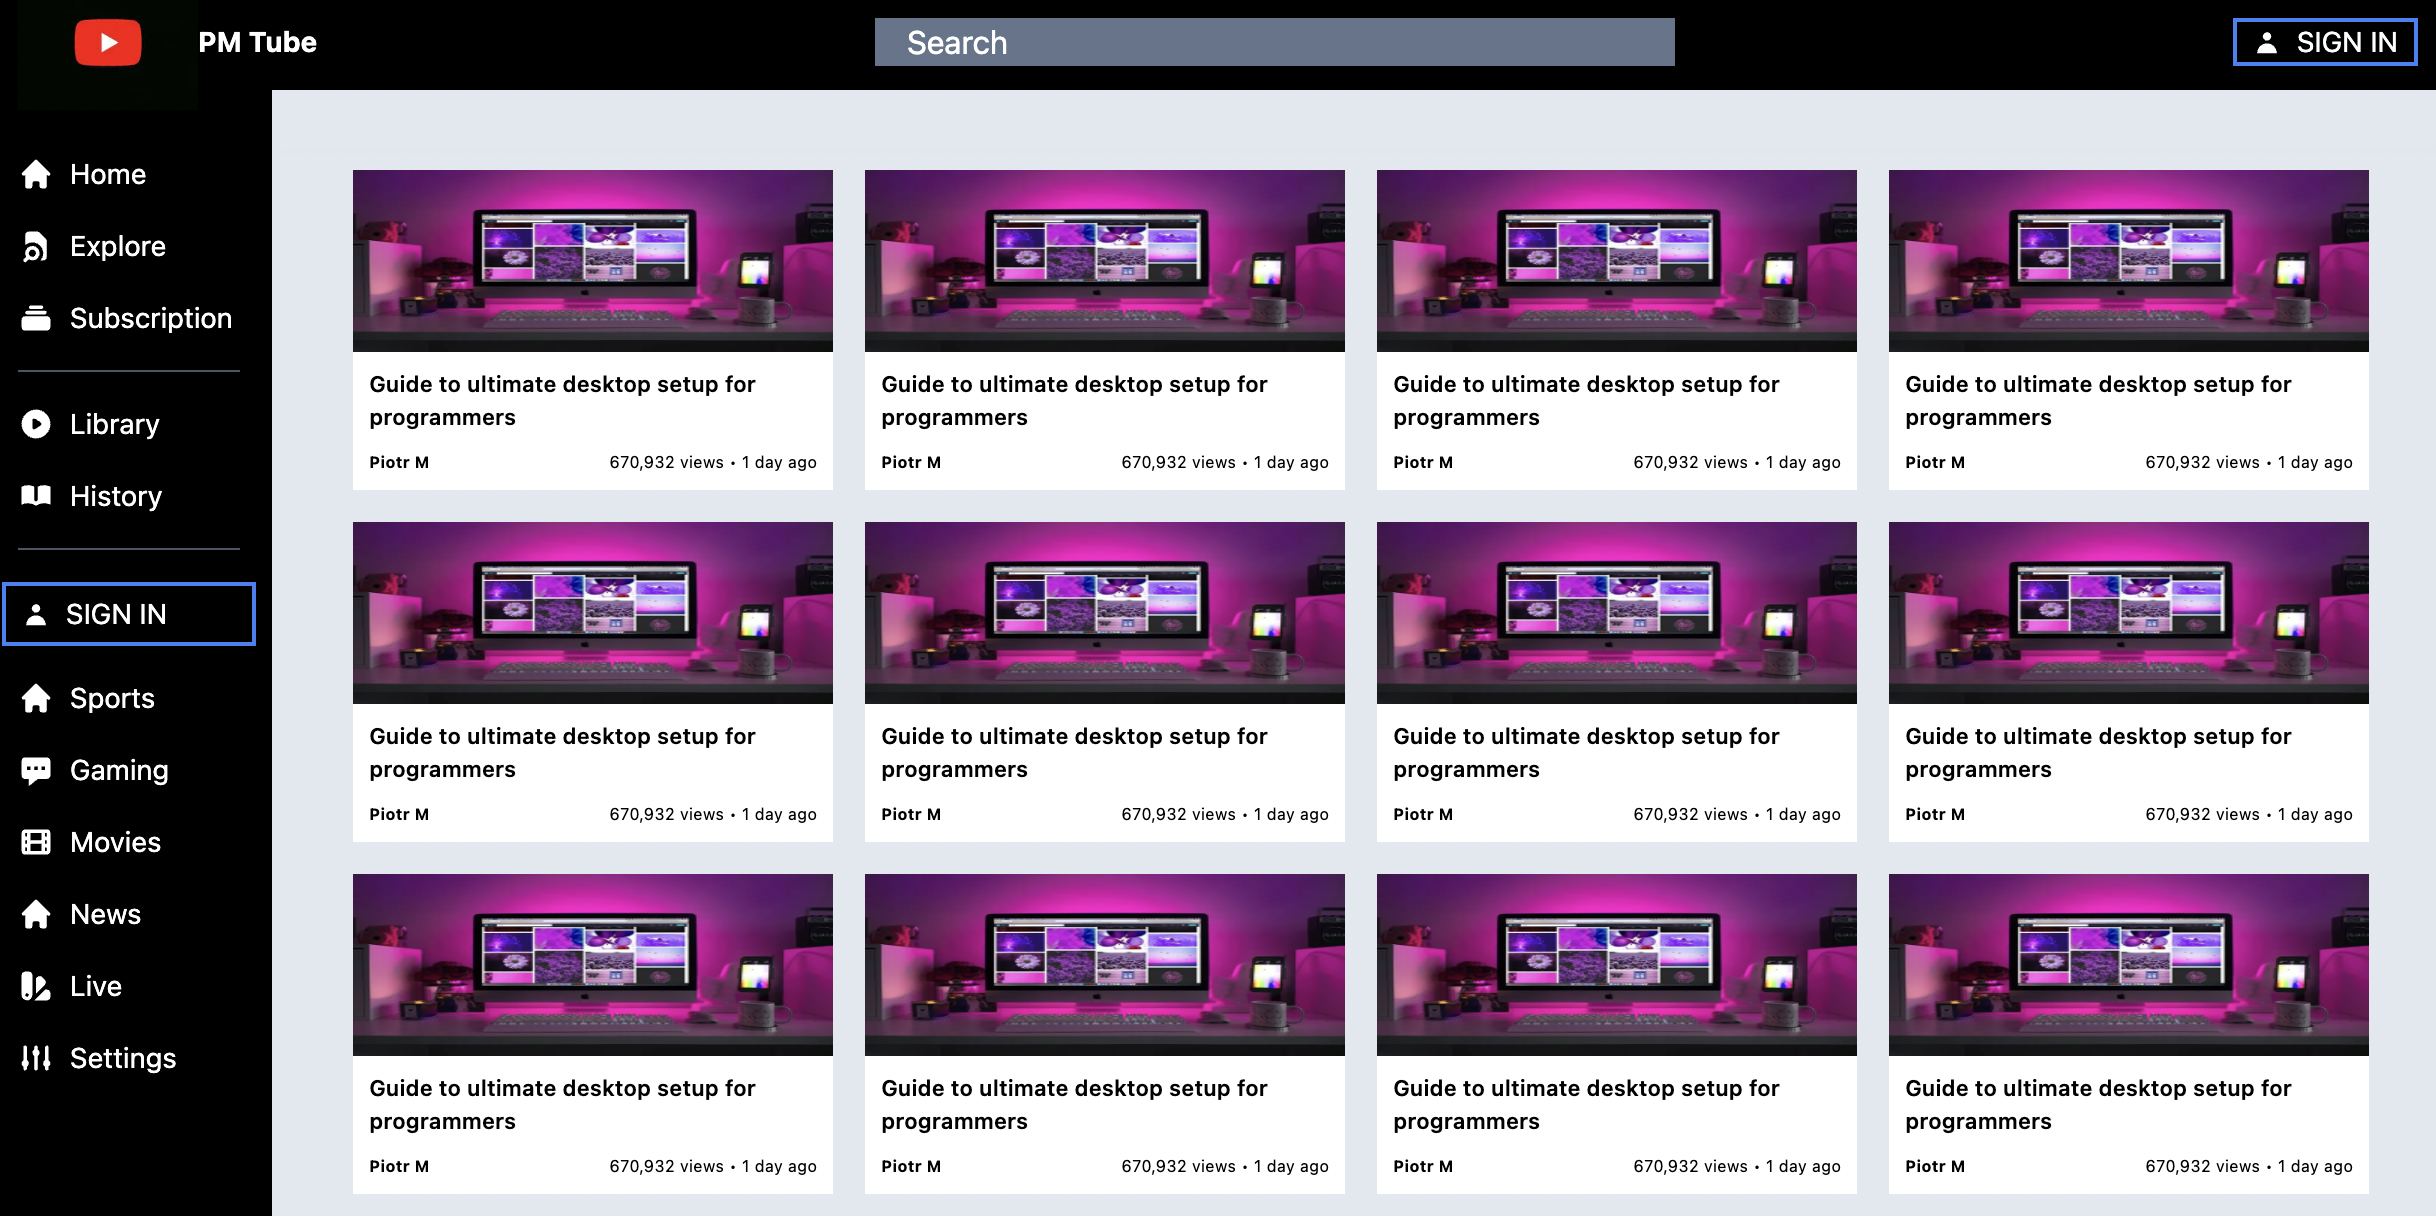 PM Tube
Search
SIGN IN
Home
Explore
Subscription
Library
History
SIGN IN
Sports
Gaming
Movies
News
Live
Settings
Guide to ultimate desktop setup for
programmers
Piotr M 670,932 views • 1 day ago
Guide to ultimate desktop setup for
programmers
Piotr M 670,932 views • 1 day ago
Guide to ultimate desktop setup for
programmers
Piotr M 670,932 views • 1 day ago
Guide to ultimate desktop setup for
programmers
Piotr M 670,932 views • 1 day ago
Guide to ultimate desktop setup for
programmers
Piotr M 670,932 views • 1 day ago
Guide to ultimate desktop setup for
programmers
Piotr M 670,932 views • 1 day ago
Guide to ultimate desktop setup for
programmers
Piotr M 670,932 views • 1 day ago
Guide to ultimate desktop setup for
programmers
Piotr M 670,932 views • 1 day ago
Guide to ultimate desktop setup for
programmers
Piotr M 670,932 views • 1 day ago
Guide to ultimate desktop setup for
programmers
Piotr M 670,932 views • 1 day ago
Guide to ultimate desktop setup for
programmers
Piotr M 670,932 views • 1 day ago
Guide to ultimate desktop setup for
programmers
Piotr M 670,932 views • 1 day ago